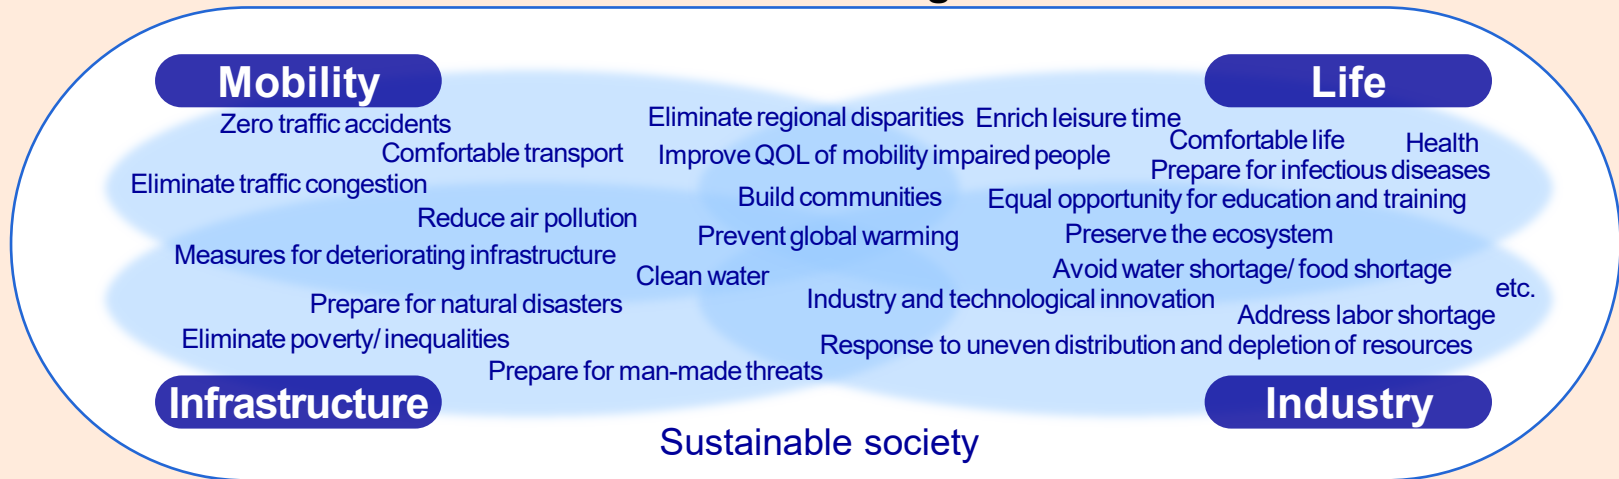 Mobility
Life
Eliminate regional disparities
Enrich leisure time
Zero traffic accidents
Comfortable life
Health
Comfortable transport
Improve QOL of mobility impaired people
Prepare for infectious diseases
Eliminate traffic congestion
Build communities
Equal opportunity for education and training
Reduce air pollution
Prevent global warming
Preserve the ecosystem
Measures for deteriorating infrastructure
Clean water
Avoid water shortage/ food shortage
etc.
Prepare for natural disasters
Industry and technological innovation
Address labor shortage
Eliminate poverty/ inequalities
Response to uneven distribution and depletion of resources
Prepare for man-made threats
Infrastructure
Industry
Sustainable society